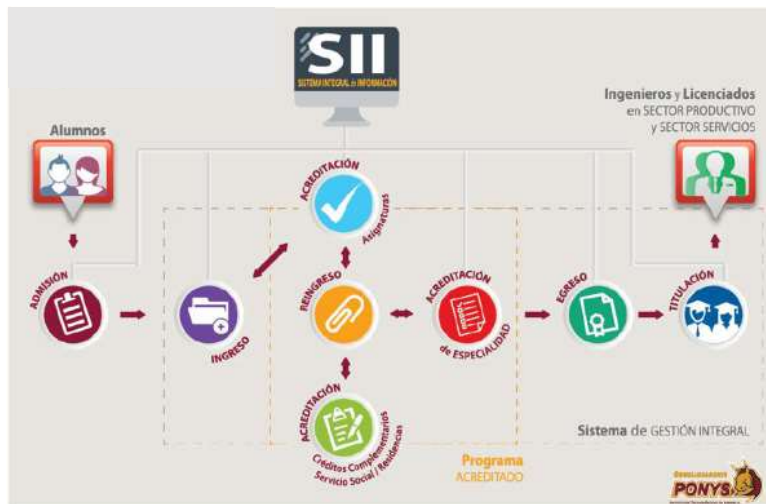 SII
SISTEMA INTEGRAL de INFORMACIÓN
Alumnos
Ingenieros y Licenciados
en SECTOR PRODUCTIVO
y SECTOR SERVICIOS
ACREDITACIÓN
Asignaturas
ADMISIÓN
INGRESO
REINGRESO
ACREDITACIÓN
de ESPECIALIDAD
EGRESO
TITULACIÓN
ACREDITACIÓN
Créditos Complementarios
Servicio Social / Residencias
Programa
ACREDITADO
Sistema de GESTIÓN INTEGRAL
ORGULLOSAMENTE
PONYS